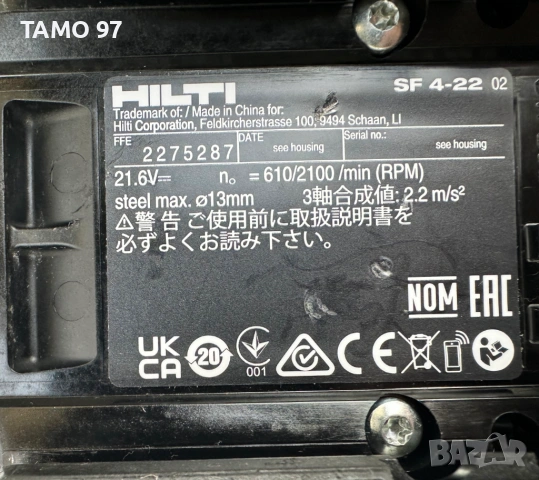 TAMO 97
HILTI SF 4-22 02
Trademark of: / Made in China for:
Hilti Corporation, Feldkircherstrasse 100, 9494 Schaan, LI
FFE DATE Serial no.:
2275287 see housing see housing
21.6V⎓ n₀ = 610/2100 /min (RPM)
steel max. ø13mm 3軸合成値: 2.2 m/s²
⚠警告 ご使用前に取扱説明書を
必ずよくお読み下さい。
NOM EAC
UK CA 20 001 CE
BAZAR.BG